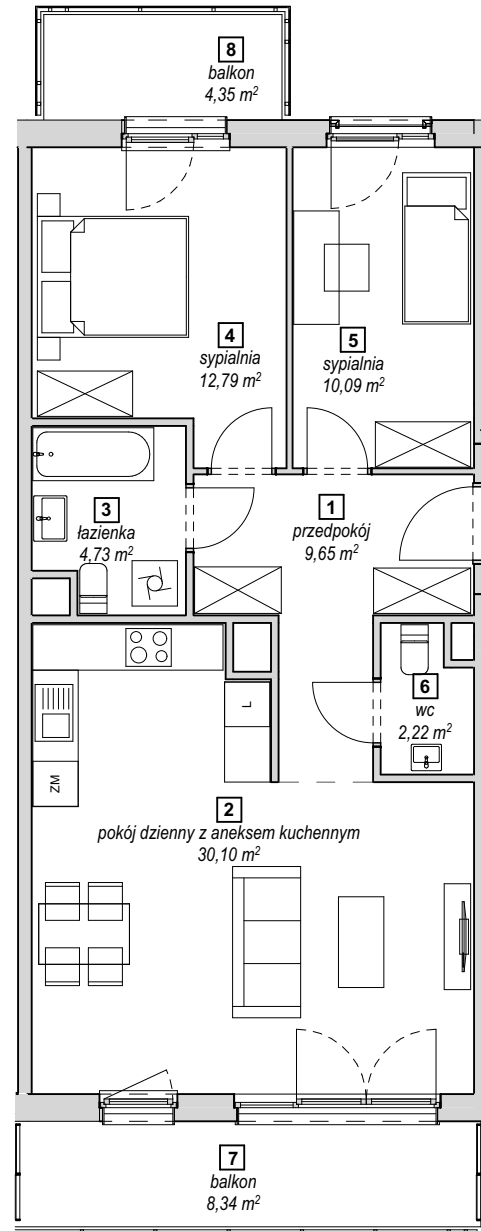 8
balkon
4,35 m²
4
sypialnia
12,79 m²
5
sypialnia
10,09 m²
3
łazienka
4,73 m²
1
przedpokój
9,65 m²
6
wc
2,22 m²
L
ZM
2
pokój dzienny z aneksem kuchennym
30,10 m²
7
balkon
8,34 m²